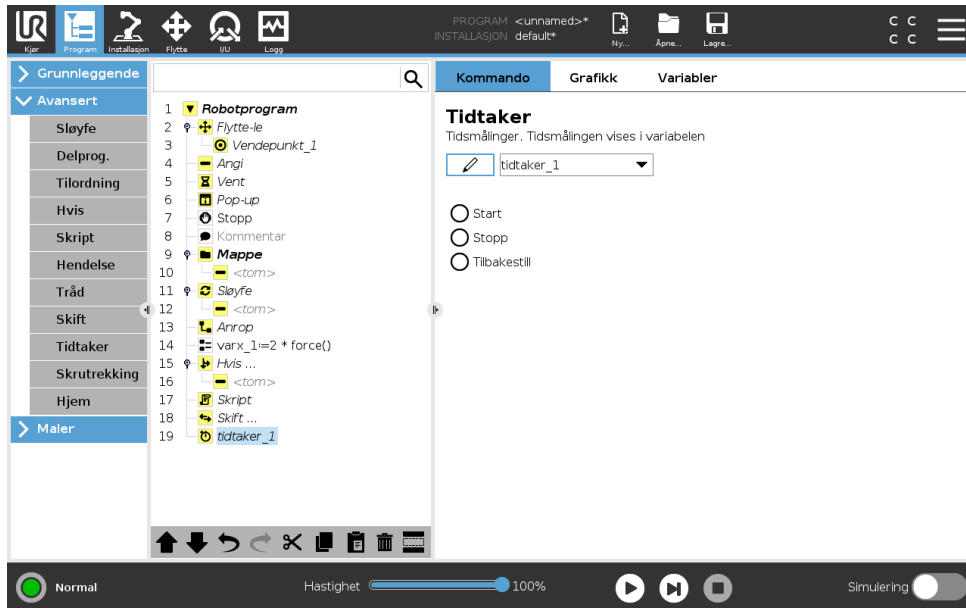 UR
Kjør Program Installasjon Flytte I/U Logg
PROGRAM <unnamed>*
INSTALLASJON default*
Ny... Åpne... Lagre...
C C
C C
Grunnleggende
Avansert
Sløyfe
Delprog.
Tilordning
Hvis
Skript
Hendelse
Tråd
Skift
Tidtaker
Skrutrekking
Hjem
Maler
1 Robotprogram
2 Flytte-le
3 Vendepunkt_1
4 Angi
5 Vent
6 Pop-up
7 Stopp
8 Kommentar
9 Mappe
10 <tom>
11 Sløyfe
12 <tom>
13 Anrop
14 varx_1:=2 * force()
15 Hvis ...
16 <tom>
17 Skript
18 Skift ...
19 tidtaker_1
Kommando Grafikk Variabler
Tidtaker
Tidsmålinger. Tidsmålingen vises i variabelen
tidtaker_1
Start
Stopp
Tilbakestill
Normal
Hastighet 100%
Simulering